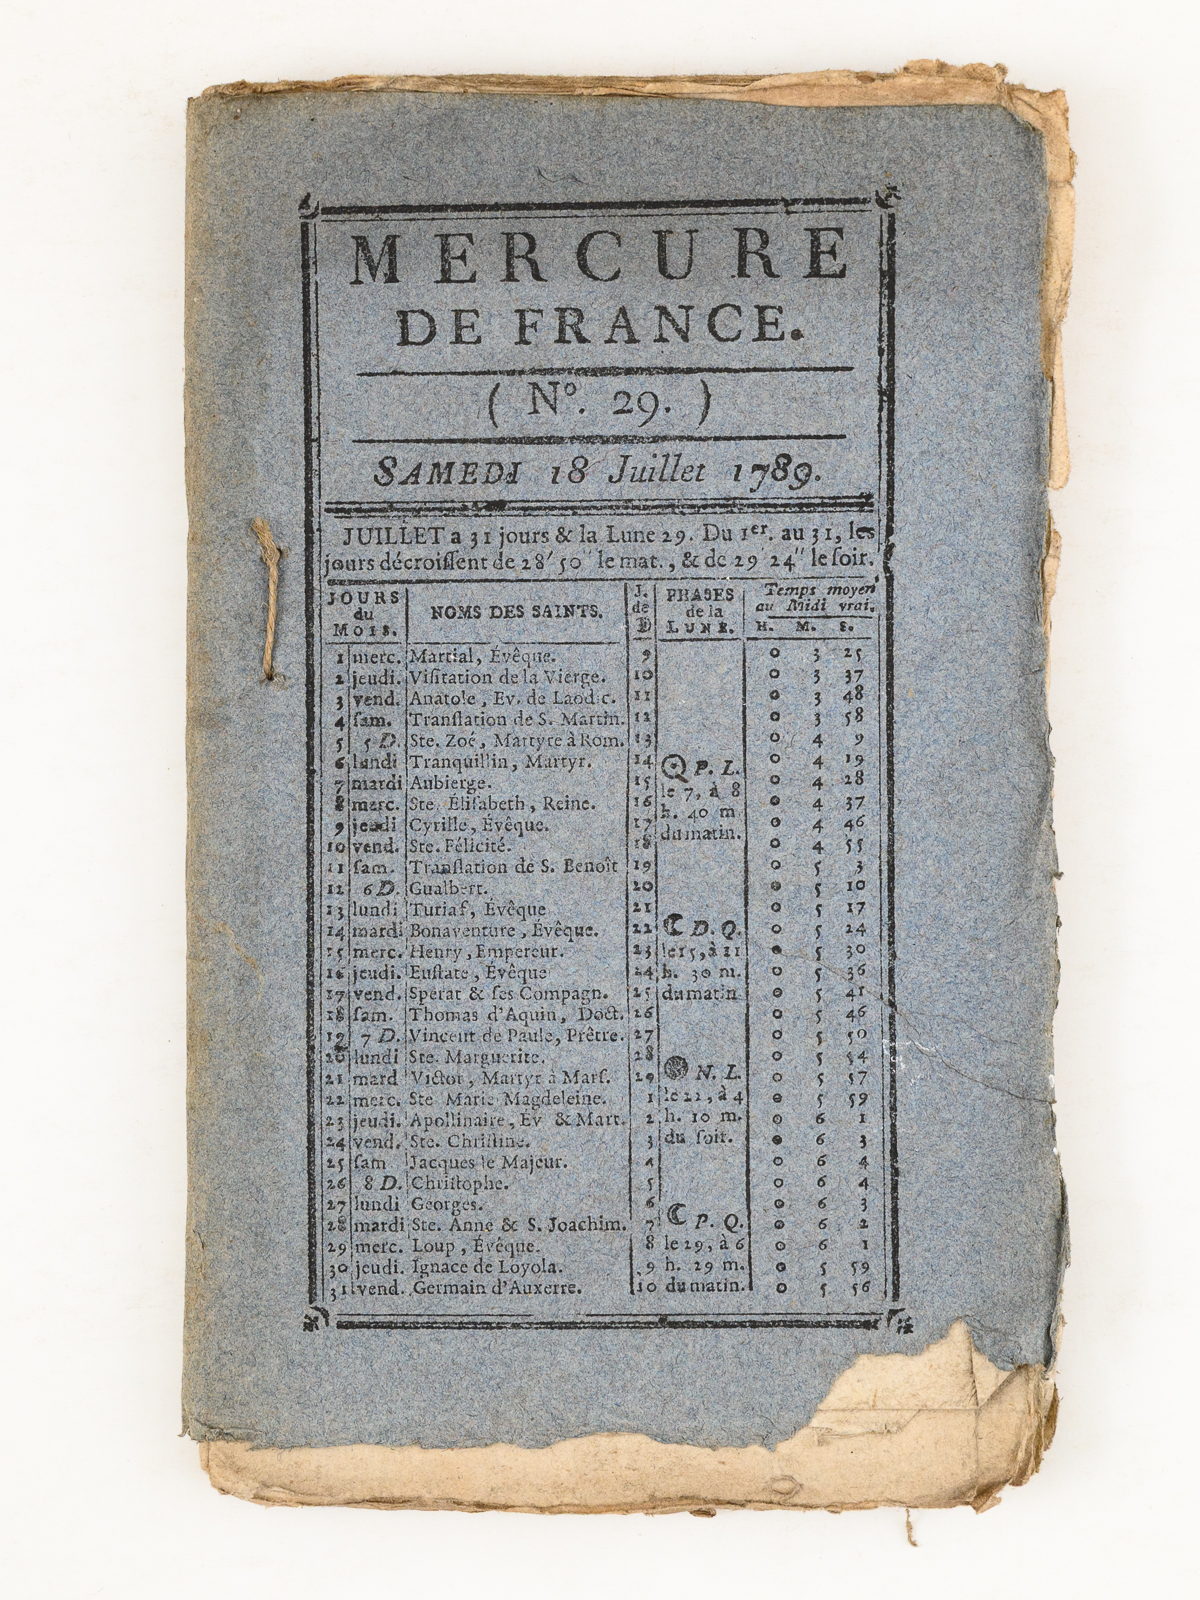 MERCURE
DE FRANCE.
( Nº. 29. )
SAMEDI 18 Juillet 1789.
JUILLET a 31 jours & la Lune 29. Du 1er. au 31, les
jours décroiſſent de 28' 50" le mat., & de 29' 24" le ſoir.
JOURS du MOIS. NOMS DES SAINTS. J. de PHASES de la LUNE. Temps moyen au Midi vrai.
H. M. S.
1 merc. Martial, Évêque. 9 0 3 25
2 jeudi. Viſitation de la Vierge. 10 0 3 37
3 vend. Anatole, Ev. de Laodic. 11 0 3 48
4 ſam. Tranſlation de S. Martin. 12 0 3 58
5 5 D. Ste. Zoé, Martyre à Rom. 13 0 4 9
6 lundi Tranquillin, Martyr. 14 P. L. 0 4 19
7 mardi Aubierge. 15 le 7, à 8 0 4 28
8 merc. Ste. Éliſabeth, Reine. 16 h. 40 m 0 4 37
9 jeudi Cyrille, Évêque. 17 du matin. 0 4 46
10 vend. Ste. Félicité. 18 0 4 55
11 ſam. Tranſlation de S. Benoît 19 0 5 3
12 6 D. Gualbert. 20 0 5 10
13 lundi Turiaf, Évêque 21 0 5 17
14 mardi Bonaventure, Évêque. 22 D. Q. 0 5 24
15 merc. Henry, Empereur. 23 le 15, à 11 0 5 30
16 jeudi. Euſtate, Évêque 24 h. 30 m. 0 5 36
17 vend. Spérat & ſes Compagn. 25 du matin 0 5 41
18 ſam. Thomas d'Aquin, Doct. 26 0 5 46
19 7 D. Vincent de Paule, Prêtre. 27 0 5 50
20 lundi Ste. Marguerite. 28 0 5 54
21 mard Victor, Martyr à Marſ. 29 N. L. 0 5 57
22 merc. Ste Marie Magdeleine. 1 le 22, à 4 0 5 59
23 jeudi. Apollinaire, Év & Mart. 2 h. 10 m. 0 6 1
24 vend. Ste. Chriſtine. 3 du ſoir. 0 6 3
25 ſam Jacques le Majeur. 4 0 6 4
26 8 D. Chriſtophe. 5 0 6 4
27 lundi Georges. 6 0 6 3
28 mardi Ste. Anne & S. Joachim. 7 P. Q. 0 6 2
29 merc. Loup, Évêque. 8 le 29, à 6 0 6 1
30 jeudi. Ignace de Loyola. 9 h. 29 m. 0 5 59
31 vend. Germain d'Auxerre. 10 du matin. 0 5 56